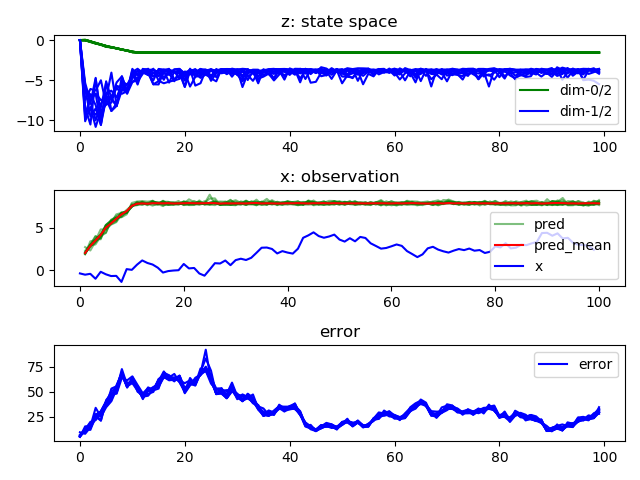 z: state space
0
−5
−10
dim-0/2
dim-1/2
0 20 40 60 80 100
x: observation
5
0
pred
pred_mean
x
0 20 40 60 80 100
error
75
50
25
error
0 20 40 60 80 100